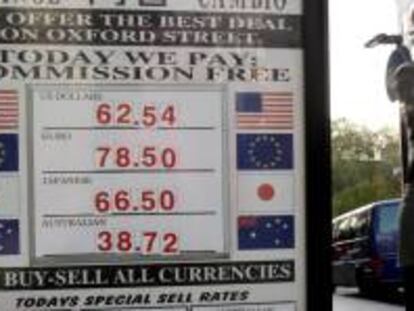 CAMBIO
OFFER THE BEST DEAL
ON OXFORD STREET.
TODAY WE PAY:
COMMISSION FREE
US DOLLARS
62.54
EURO
78.50
JAPANESE
66.50
AUSTRALIAN
38.72
BUY-SELL ALL CURRENCIES
TODAYS SPECIAL SELL RATES